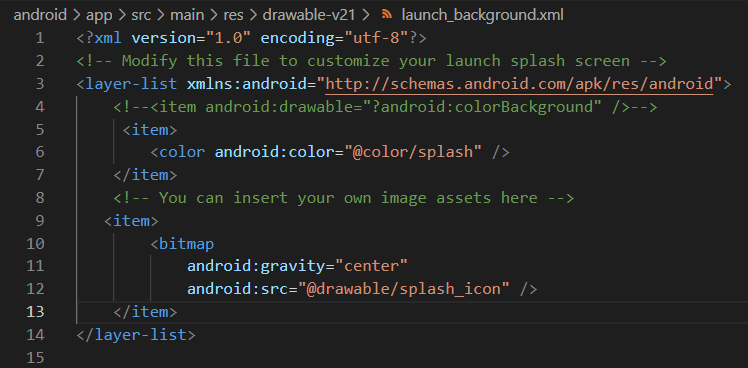 android > app > src > main > res > drawable-v21 > launch_background.xml
1 <?xml version="1.0" encoding="utf-8"?>
2 <!-- Modify this file to customize your launch splash screen -->
3 <layer-list xmlns:android="http://schemas.android.com/apk/res/android">
4     <!--<item android:drawable="?android:colorBackground" />-->
5      <item>
6         <color android:color="@color/splash" />
7     </item>
8     <!-- You can insert your own image assets here -->
9    <item>
10         <bitmap
11             android:gravity="center"
12             android:src="@drawable/splash_icon" />
13     </item>
14 </layer-list>
15